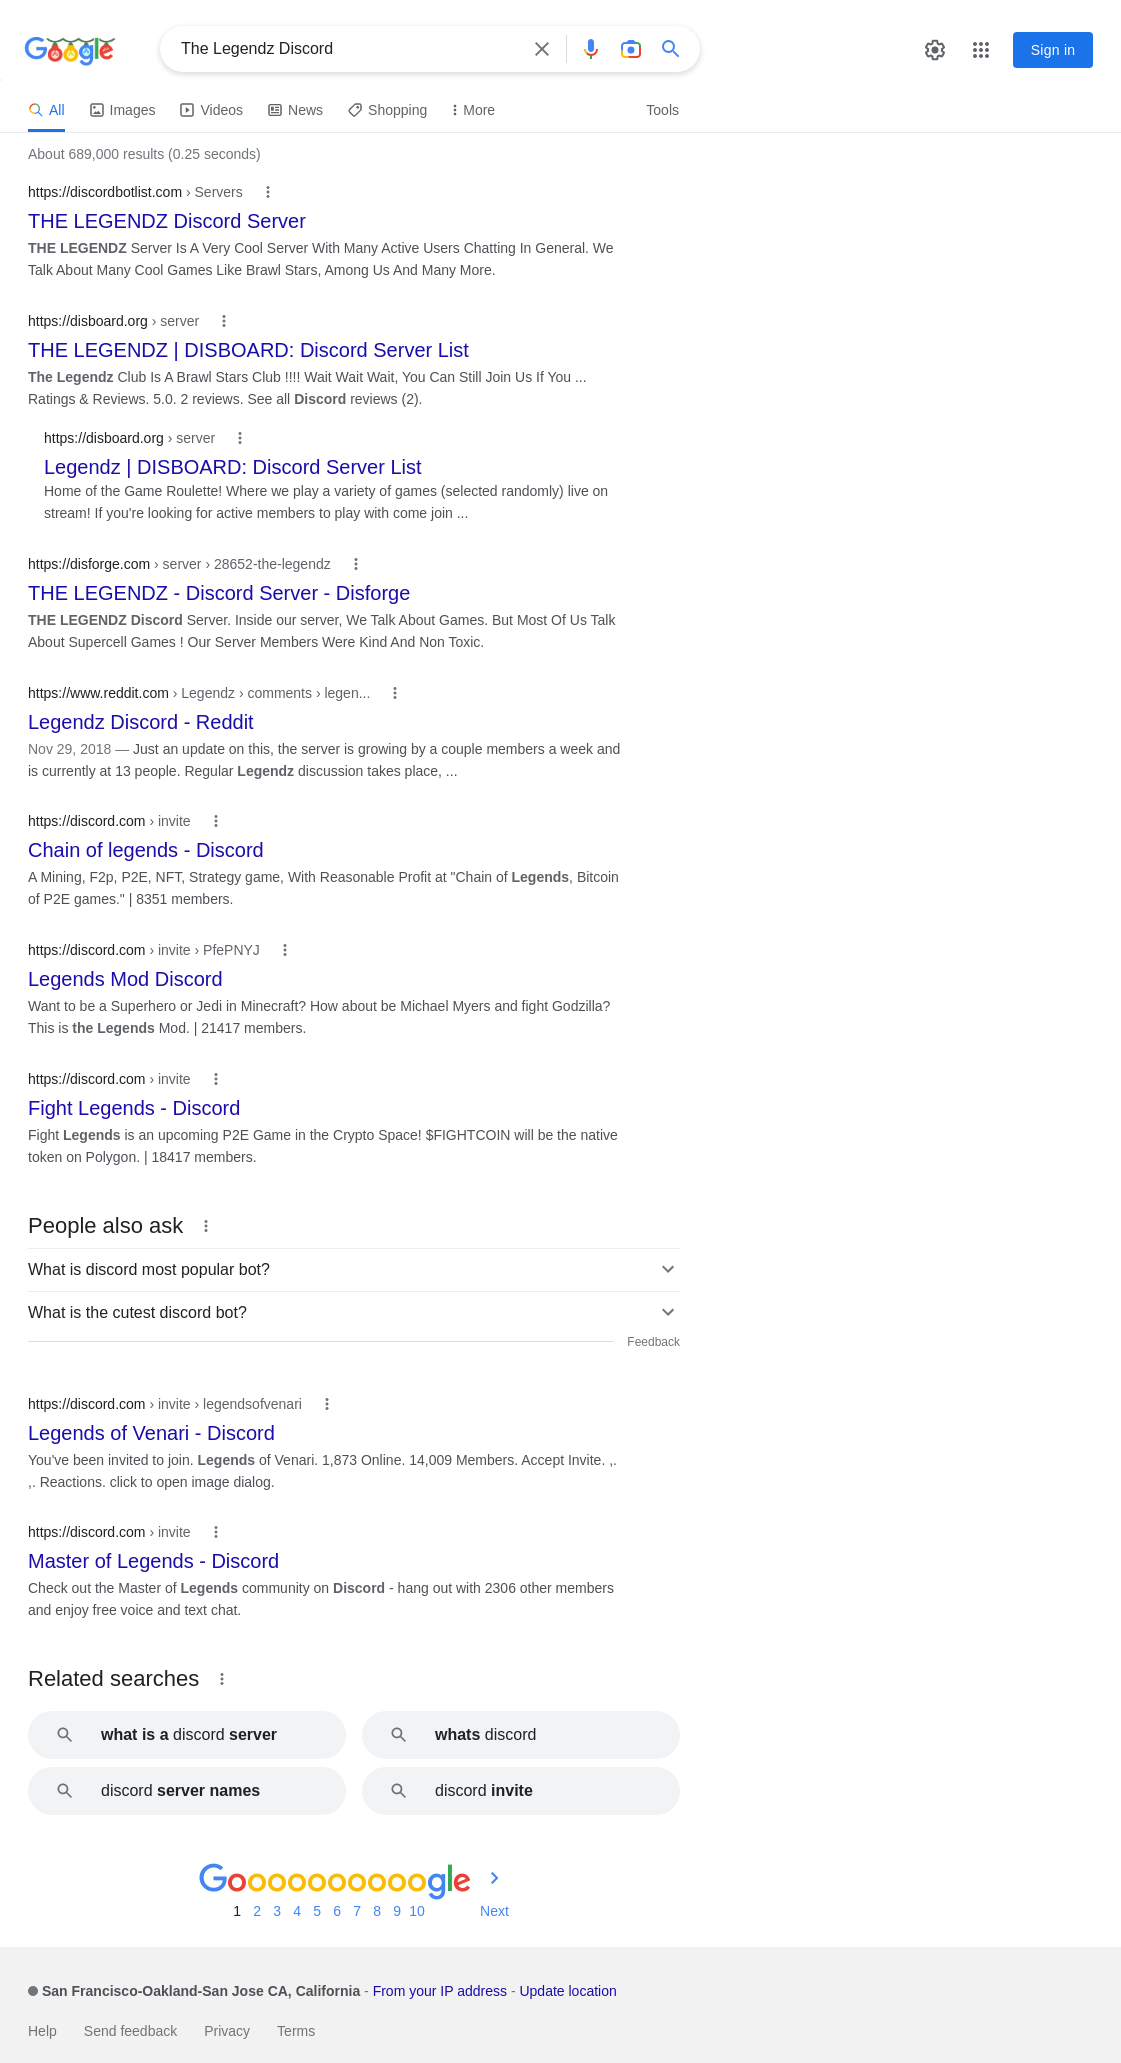 Google
The Legendz Discord
Sign in
All Images Videos News Shopping More Tools
About 689,000 results (0.25 seconds)
https://discordbotlist.com › Servers
THE LEGENDZ Discord Server
THE LEGENDZ Server Is A Very Cool Server With Many Active Users Chatting In General. We
Talk About Many Cool Games Like Brawl Stars, Among Us And Many More.
https://disboard.org › server
THE LEGENDZ | DISBOARD: Discord Server List
The Legendz Club Is A Brawl Stars Club !!!! Wait Wait Wait, You Can Still Join Us If You ...
Ratings & Reviews. 5.0. 2 reviews. See all Discord reviews (2).
https://disboard.org › server
Legendz | DISBOARD: Discord Server List
Home of the Game Roulette! Where we play a variety of games (selected randomly) live on
stream! If you're looking for active members to play with come join ...
https://disforge.com › server › 28652-the-legendz
THE LEGENDZ - Discord Server - Disforge
THE LEGENDZ Discord Server. Inside our server, We Talk About Games. But Most Of Us Talk
About Supercell Games ! Our Server Members Were Kind And Non Toxic.
https://www.reddit.com › Legendz › comments › legen...
Legendz Discord - Reddit
Nov 29, 2018 — Just an update on this, the server is growing by a couple members a week and
is currently at 13 people. Regular Legendz discussion takes place, ...
https://discord.com › invite
Chain of legends - Discord
A Mining, F2p, P2E, NFT, Strategy game, With Reasonable Profit at "Chain of Legends, Bitcoin
of P2E games." | 8351 members.
https://discord.com › invite › PfePNYJ
Legends Mod Discord
Want to be a Superhero or Jedi in Minecraft? How about be Michael Myers and fight Godzilla?
This is the Legends Mod. | 21417 members.
https://discord.com › invite
Fight Legends - Discord
Fight Legends is an upcoming P2E Game in the Crypto Space! $FIGHTCOIN will be the native
token on Polygon. | 18417 members.
People also ask
What is discord most popular bot?
What is the cutest discord bot?
Feedback
https://discord.com › invite › legendsofvenari
Legends of Venari - Discord
You've been invited to join. Legends of Venari. 1,873 Online. 14,009 Members. Accept Invite. ,.
,. Reactions. click to open image dialog.
https://discord.com › invite
Master of Legends - Discord
Check out the Master of Legends community on Discord - hang out with 2306 other members
and enjoy free voice and text chat.
Related searches
what is a discord server
whats discord
discord server names
discord invite
Goooooooooogle
1 2 3 4 5 6 7 8 9 10 Next
San Francisco-Oakland-San Jose CA, California - From your IP address - Update location
Help Send feedback Privacy Terms